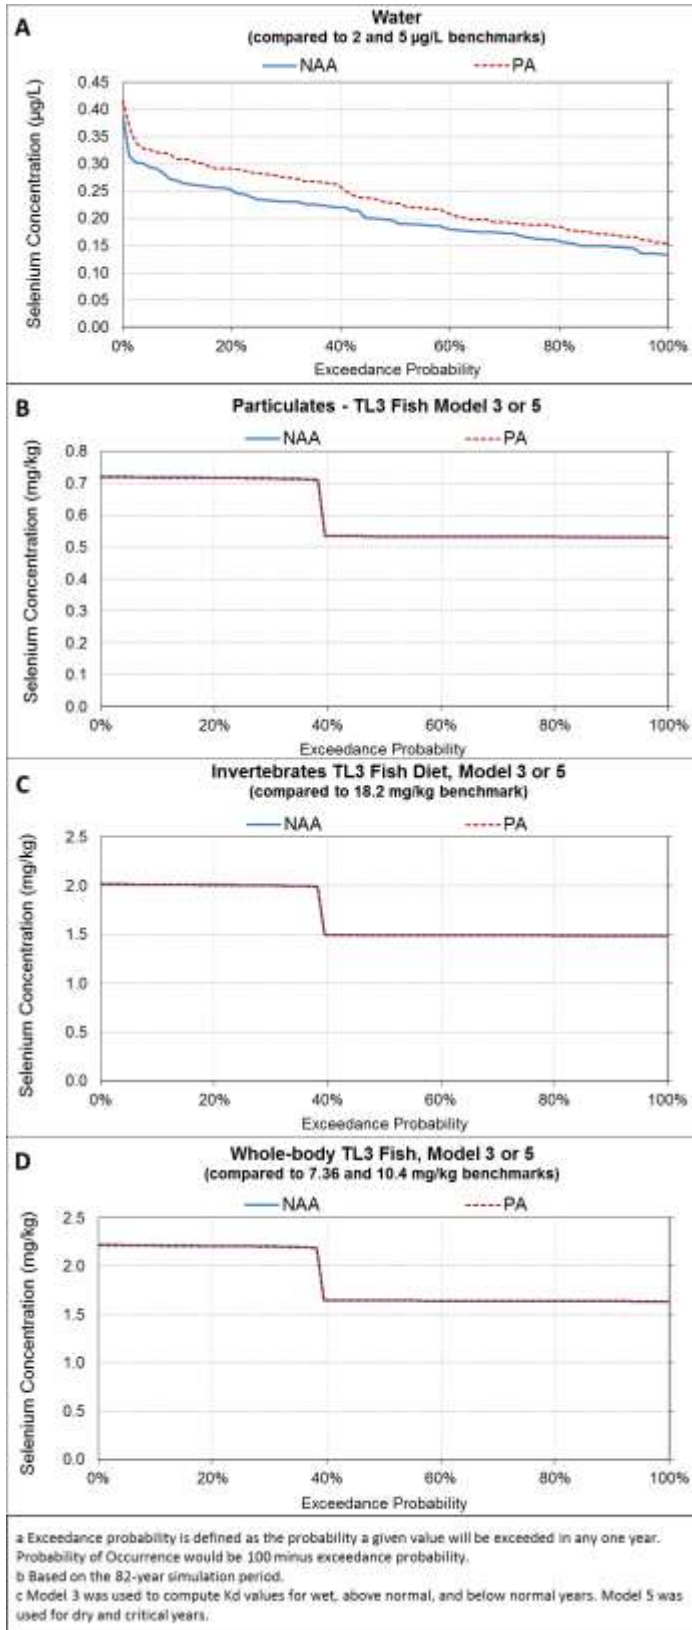 A
Water
(compared to 2 and 5 µg/L benchmarks)
NAA
PA
Selenium Concentration (µg/L)
0.45
0.40
0.35
0.30
0.25
0.20
0.15
0.10
0.05
0.00
0% 20% 40% 60% 80% 100%
Exceedance Probability
B
Particulates - TL3 Fish Model 3 or 5
NAA
PA
Selenium Concentration (mg/kg)
0.8
0.7
0.6
0.5
0.4
0.3
0.2
0.1
0.0
0% 20% 40% 60% 80% 100%
Exceedance Probability
C
Invertebrates TL3 Fish Diet, Model 3 or 5
(compared to 18.2 mg/kg benchmark)
NAA
PA
Selenium Concentration (mg/kg)
2.5
2.0
1.5
1.0
0.5
0.0
0% 20% 40% 60% 80% 100%
Exceedance Probability
D
Whole-body TL3 Fish, Model 3 or 5
(compared to 7.36 and 10.4 mg/kg benchmarks)
NAA
PA
Selenium Concentration (mg/kg)
2.5
2.0
1.5
1.0
0.5
0.0
0% 20% 40% 60% 80% 100%
Exceedance Probability
a Exceedance probability is defined as the probability a given value will be exceeded in any one year.
Probability of Occurrence would be 100 minus exceedance probability.
b Based on the 82-year simulation period.
c Model 3 was used to compute Kd values for wet, above normal, and below normal years. Model 5 was
used for dry and critical years.